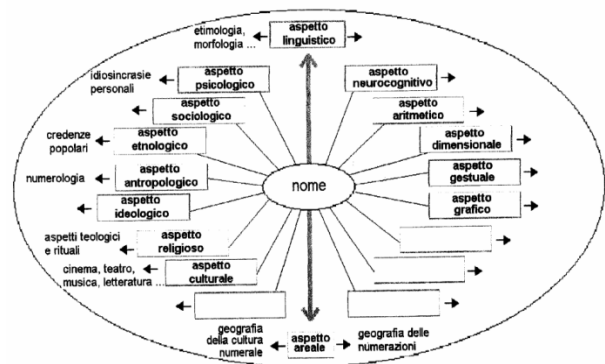 etimologia,
morfologia ...
aspetto
linguistico
idiosincrasie
personali
aspetto
psicologico
aspetto
neurocognitivo
aspetto
sociologico
aspetto
aritmetico
credenze
popolari
aspetto
etnologico
aspetto
dimensionale
numerologia
aspetto
antropologico
nome
aspetto
gestuale
aspetto
ideologico
aspetto
grafico
aspetti teologici
e rituali
aspetto
religioso
cinema, teatro,
musica, letteratura ...
aspetto
culturale
geografia
della cultura
numerale
aspetto
areale
geografia delle
numerazioni